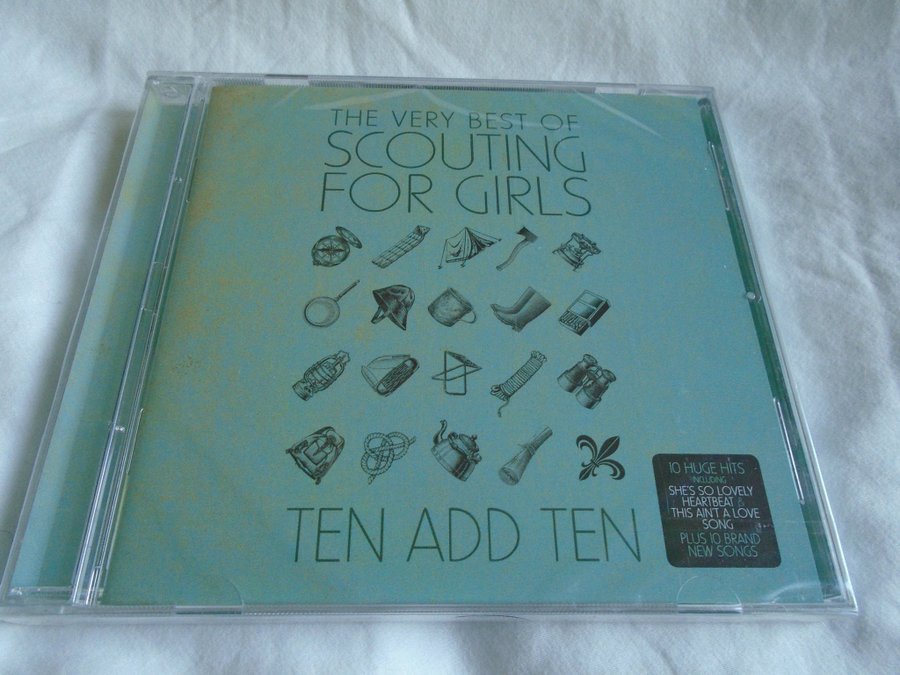 THE VERY BEST OF
SCOUTING
FOR GIRLS
TEN ADD TEN
10 HUGE HITS
INCLUDING
SHE'S SO LOVELY
HEARTBEAT &
THIS AIN'T A LOVE
SONG
PLUS 10 BRAND
NEW SONGS